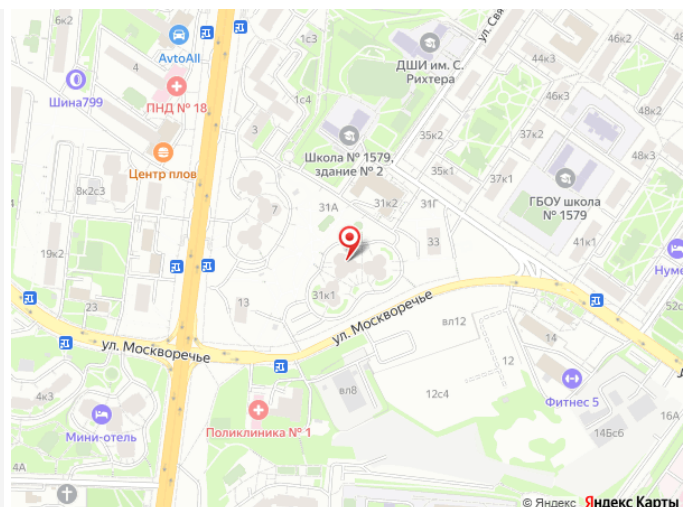 6к2
AvtoAll
4
Шина799
ПНД № 18
1с3
1с4
3
Центр плов
8к2с3
ДШИ им. С.
Рихтера
ул. Свя
46к2
44к3
46к3
48к2
Школа № 1579,
здание № 2
35к2
37к2
48к3
35к1
37к1
ГБОУ школа
№ 1579
7
31А
31к2
31Г
33
41к1
Нуме
19к2
23
13
31к1
52с
ул. Москворечье
ул. Москворечье
вл12
12
14
вл8
12с4
Фитнес 5
4к3
Мини-отель
Поликлиника № 1
16А
14Бс6
4А
© Яндекс Яндекс Карты